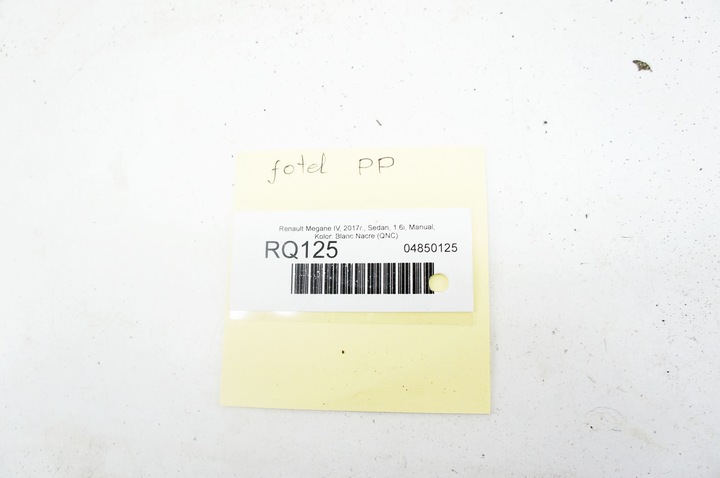 fotel PP
Renault Megane IV, 2017r., Sedan, 1.6i, Manual,
Kolor: Blanc Nacre (QNC)
RQ125 04850125